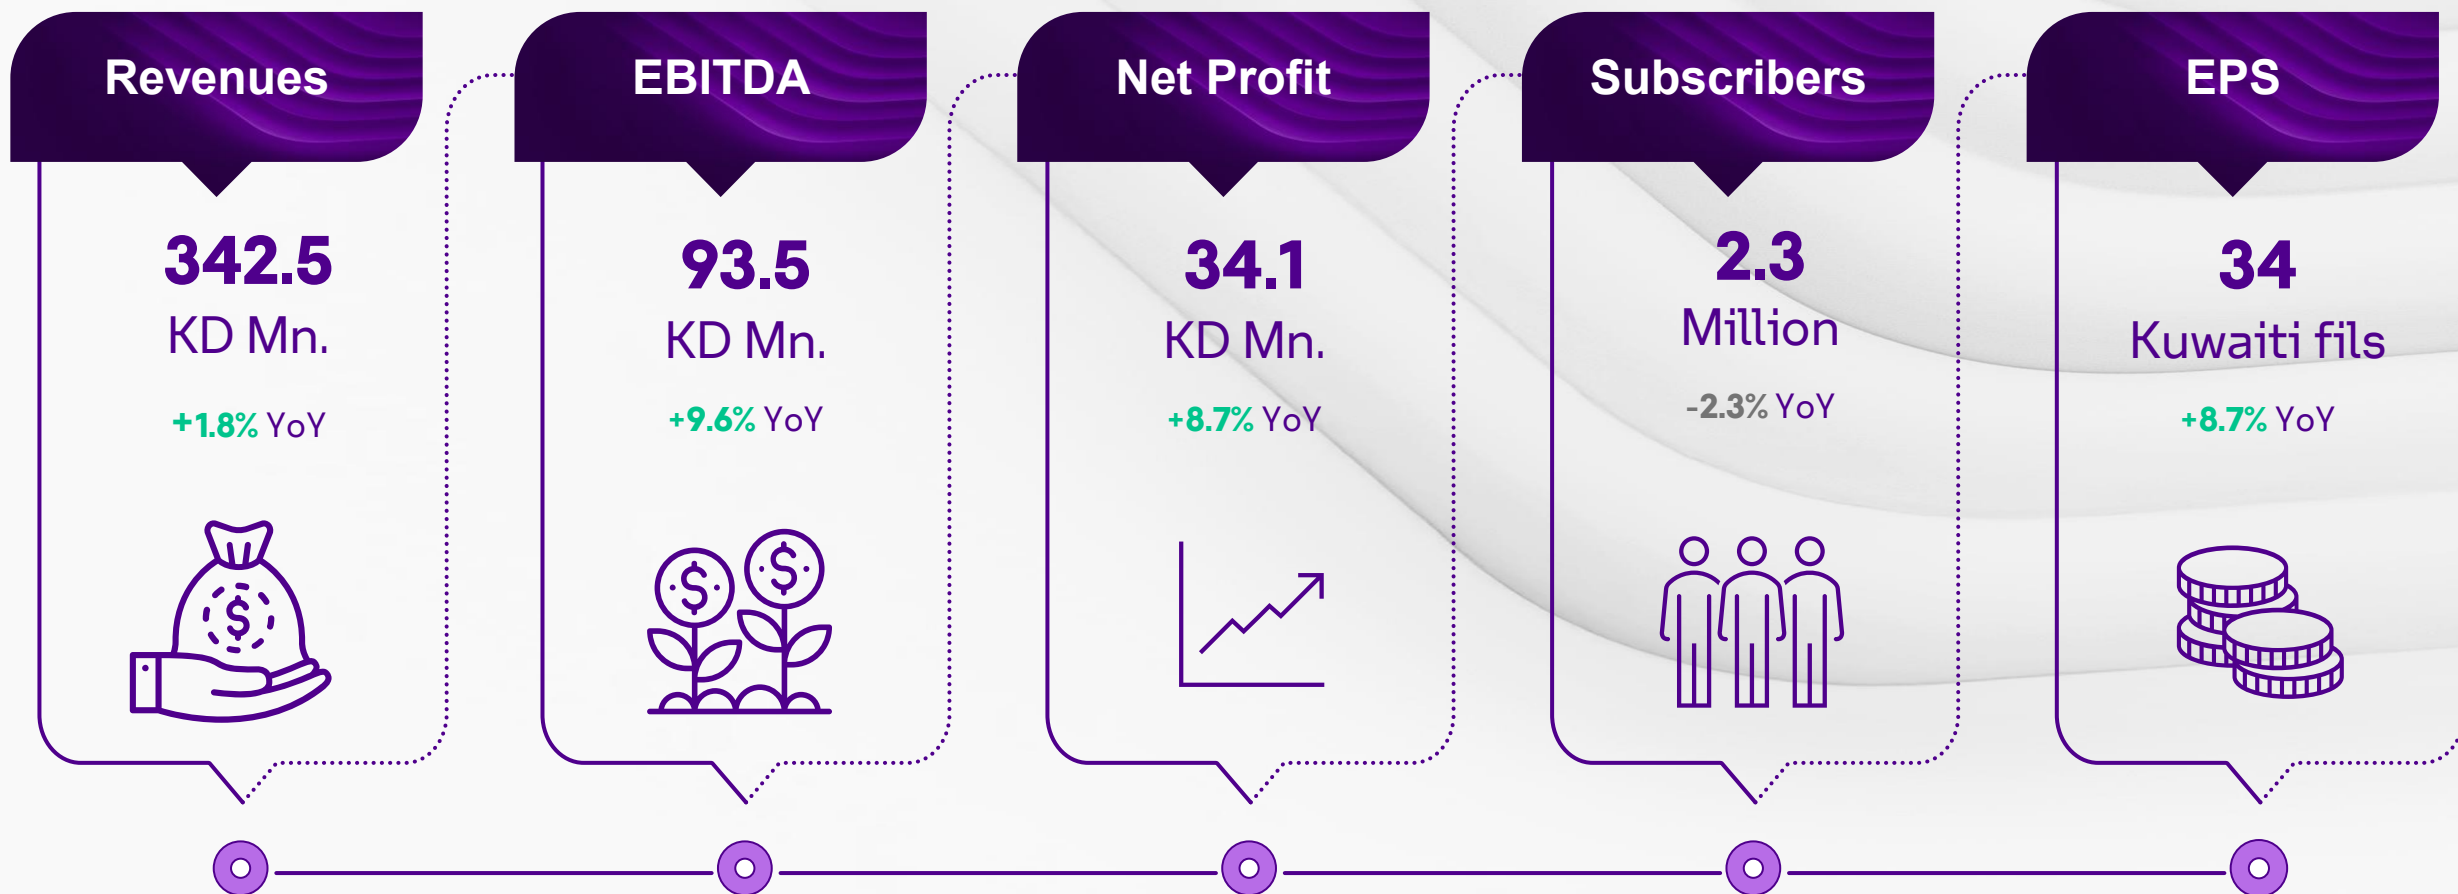 Revenues
342.5
KD Mn.
+1.8% YoY
$
EBITDA
93.5
KD Mn.
+9.6% YoY
$ $
Net Profit
34.1
KD Mn.
+8.7% YoY
Subscribers
2.3
Million
-2.3% YoY
EPS
34
Kuwaiti fils
+8.7% YoY